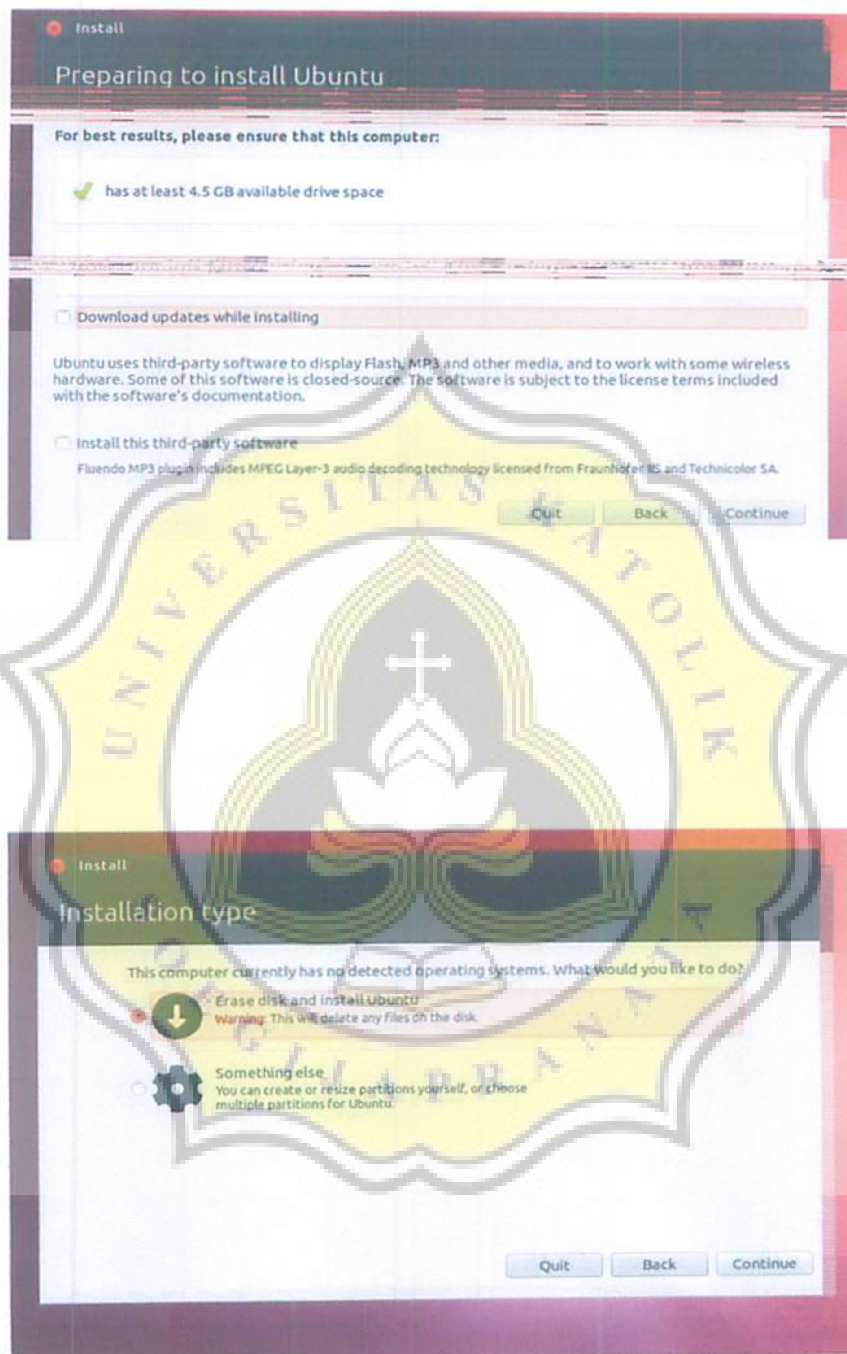 Install
Preparing to install Ubuntu
For best results, please ensure that this computer:
has at least 4.5 GB available drive space
Download updates while installing
Ubuntu uses third-party software to display Flash, MP3 and other media, and to work with some wireless
hardware. Some of this software is closed-source. The software is subject to the license terms included
with the software's documentation.
Install this third-party software
Fluendo MP3 plugin includes MPEG Layer-3 audio decoding technology licensed from Fraunhofer IIS and Technicolor SA.
Quit Back Continue
UNIVERSITAS KATOLIK
Install
Installation type
This computer currently has no detected operating systems. What would you like to do?
Erase disk and install Ubuntu
Warning: This will delete any files on the disk.
Something else
You can create or resize partitions yourself, or choose
multiple partitions for Ubuntu.
SOEGIJAPRANATA
Quit Back Continue